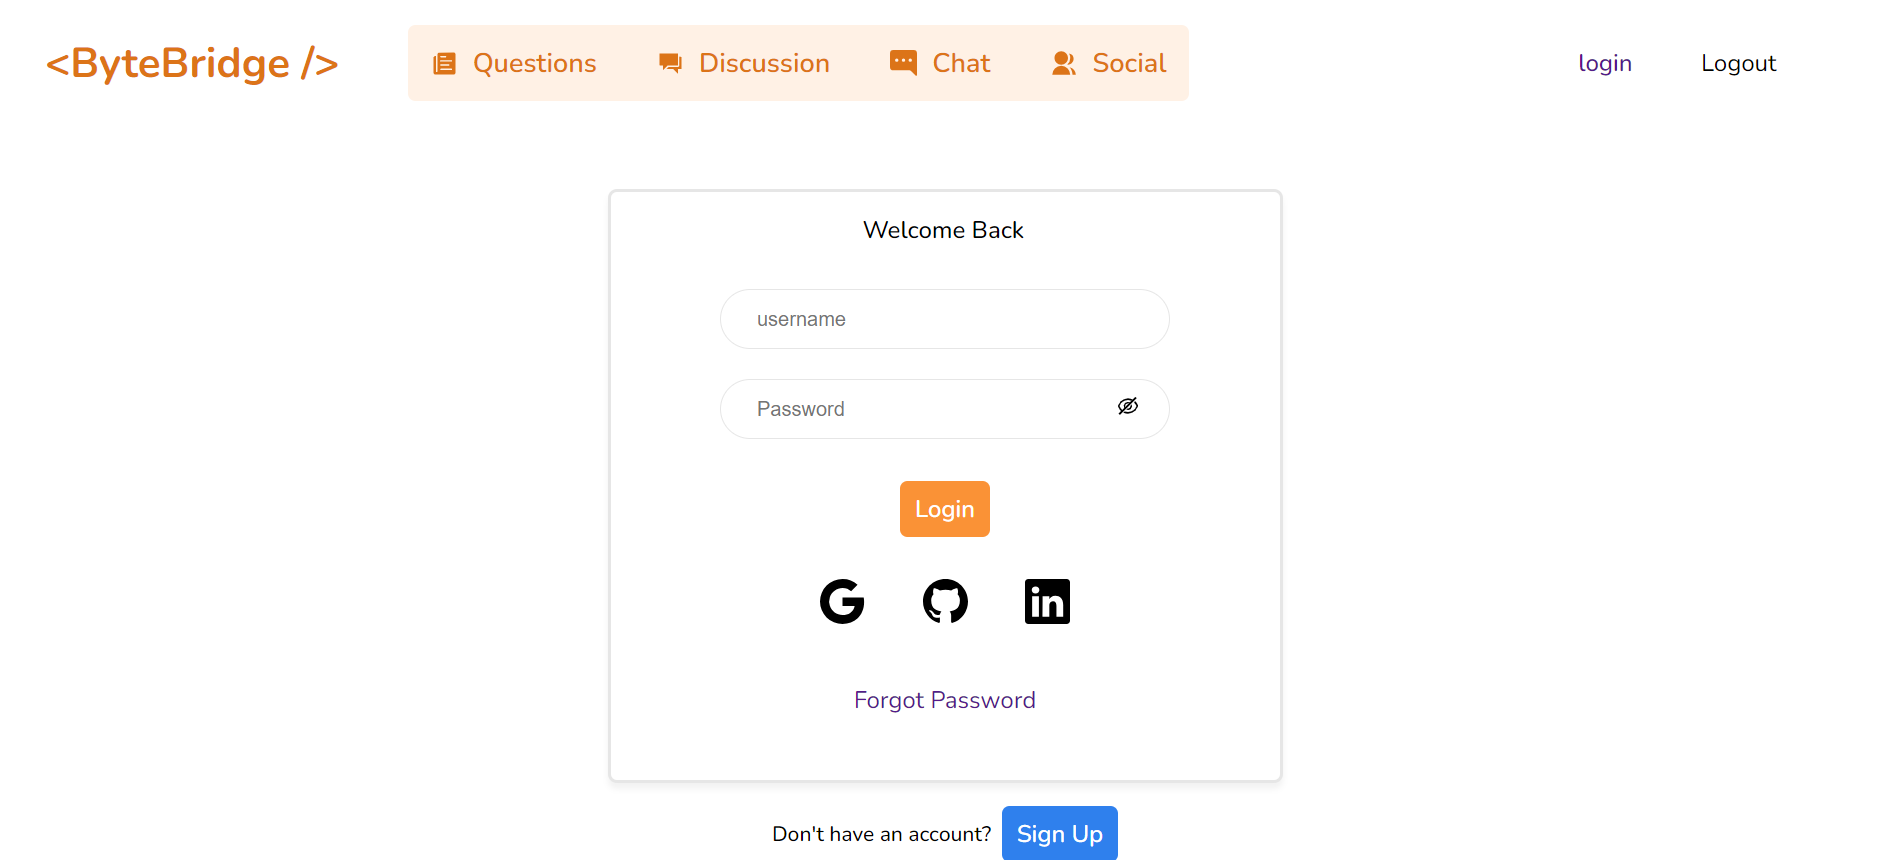 <ByteBridge /> Questions Discussion Chat Social login Logout
Welcome Back
username
Password
Login
Forgot Password
Don't have an account? Sign Up